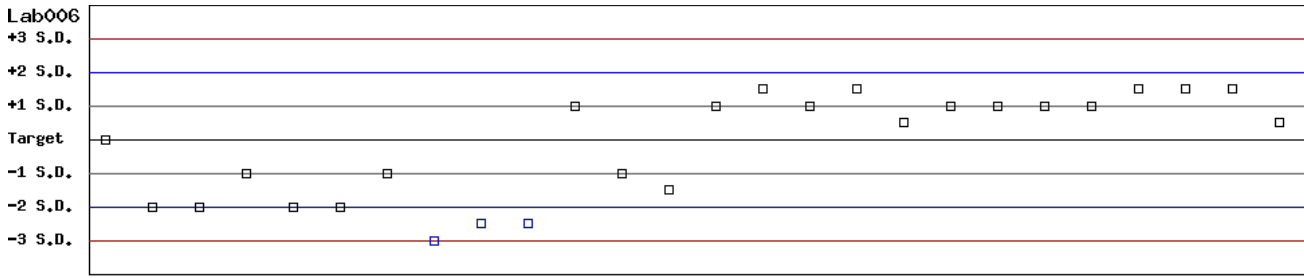 Lab006
+3 S.D.
+2 S.D.
+1 S.D.
Target
-1 S.D.
-2 S.D.
-3 S.D.